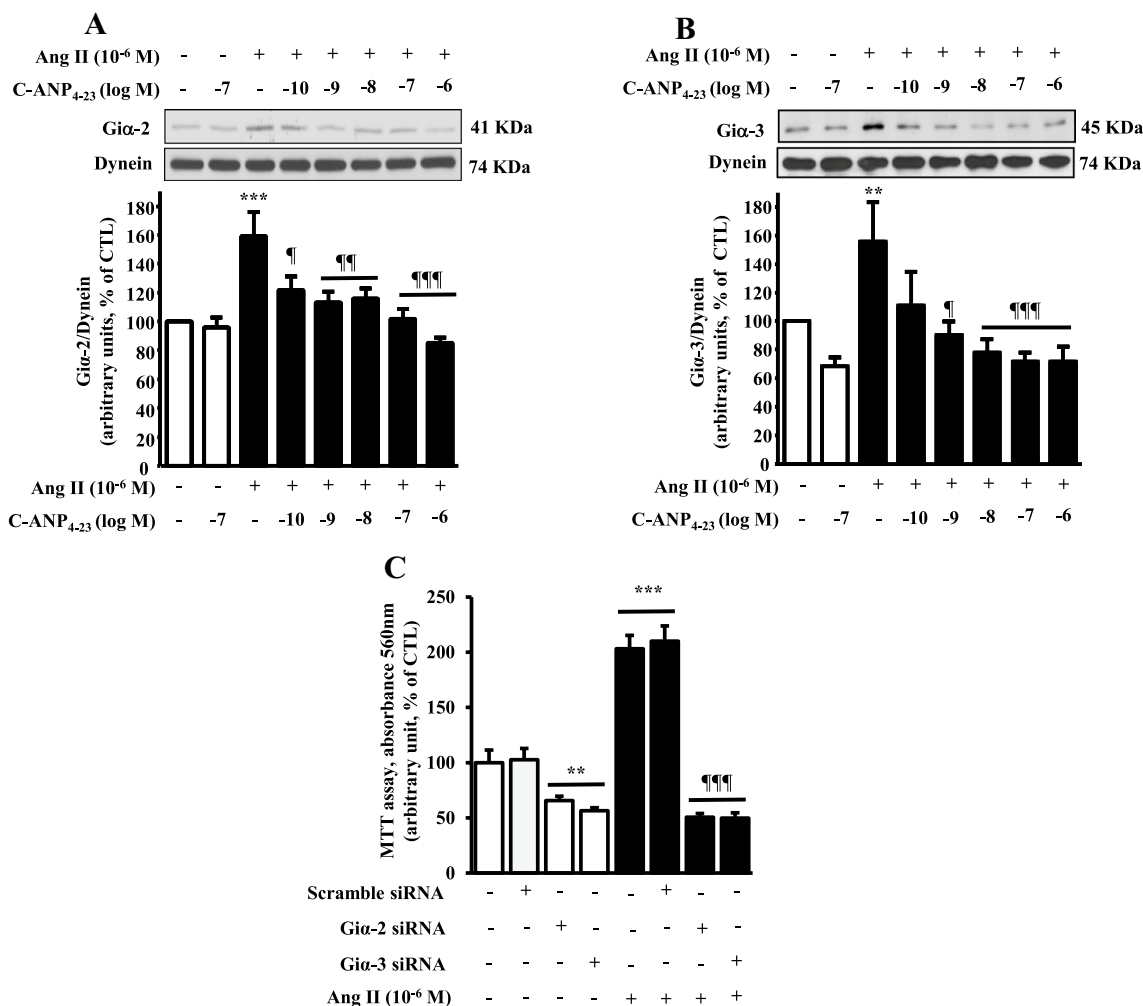 A
Ang II (10⁻⁶ M) - - + + + + + +
C-ANP₄₋₂₃ (log M) - -7 - -10 -9 -8 -7 -6
Giα-2 41 KDa
Dynein 74 KDa
Giα-2/Dynein
(arbitrary units, % of CTL)
180
160
140
120
100
80
60
40
20
0
***
¶
¶¶
¶¶¶
Ang II (10⁻⁶ M) - - + + + + + +
C-ANP₄₋₂₃ (log M) - -7 - -10 -9 -8 -7 -6
B
Ang II (10⁻⁶ M) - - + + + + + +
C-ANP₄₋₂₃ (log M) - -7 - -10 -9 -8 -7 -6
Giα-3 45 KDa
Dynein 74 KDa
Giα-3/Dynein
(arbitrary units, % of CTL)
180
160
140
120
100
80
60
40
20
0
**
¶
¶¶¶
Ang II (10⁻⁶ M) - - + + + + + +
C-ANP₄₋₂₃ (log M) - -7 - -10 -9 -8 -7 -6
C
MTT assay, absorbance 560nm
(arbitrary unit, % of CTL)
250
200
150
100
50
0
**
***
¶¶¶
Scramble siRNA - + - - - + - -
Giα-2 siRNA - - + - - - + -
Giα-3 siRNA - - - + - - - +
Ang II (10⁻⁶ M) - - - - + + + +